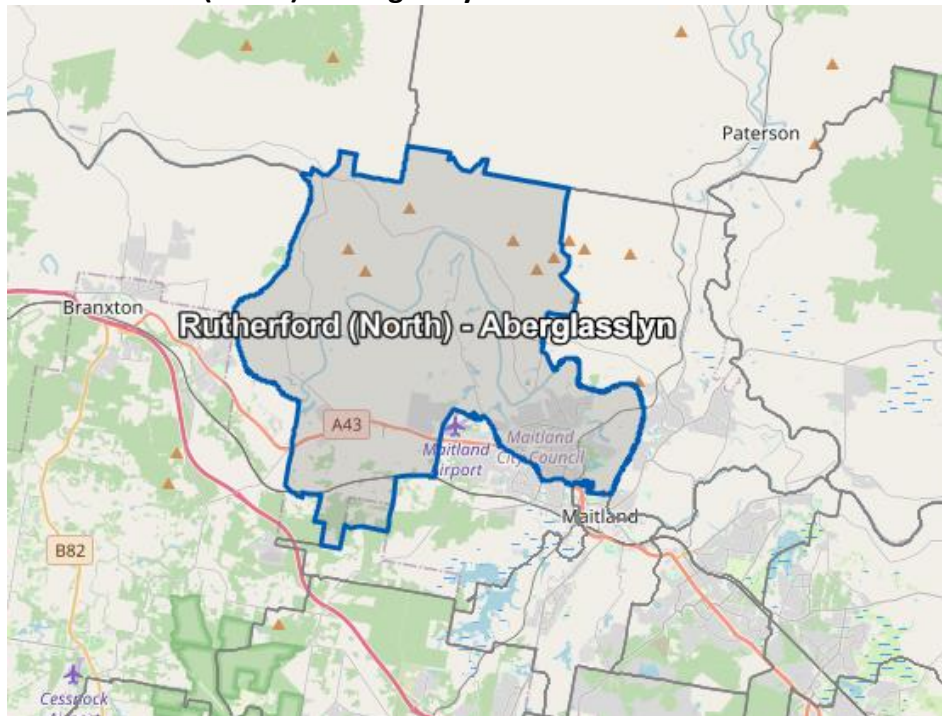 Paterson
Branxton
Rutherford (North) - Aberglasslyn
A43
Maitland
Airport
Maitland
City Council
Maitland
B82
Cessnock